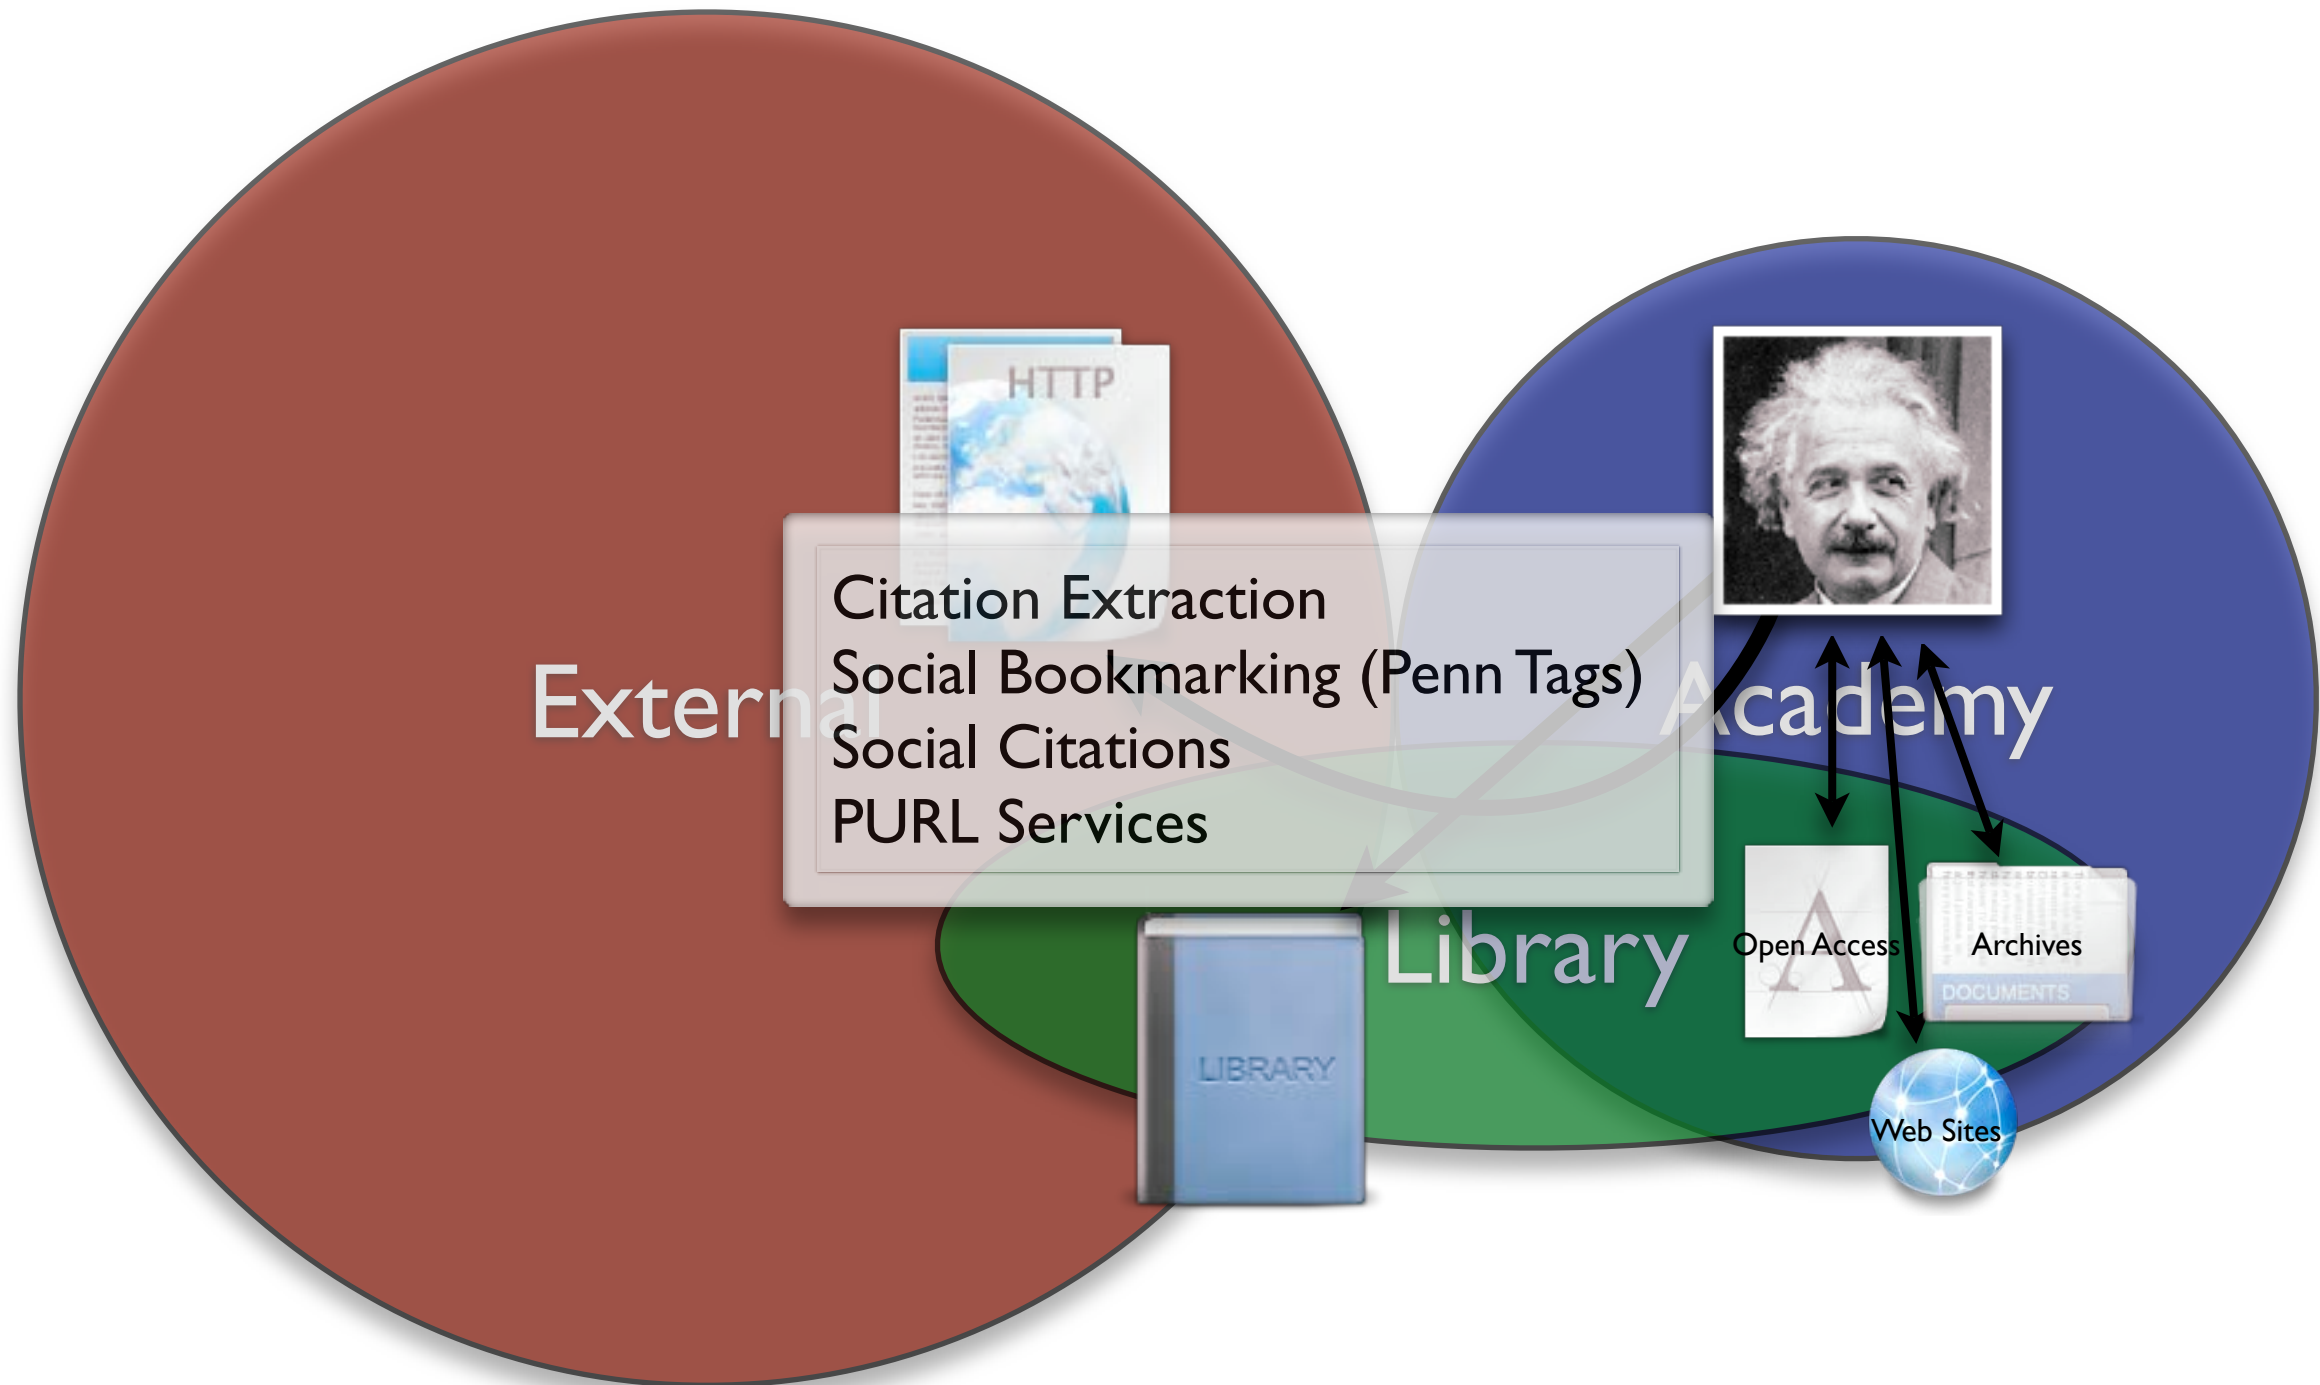 HTTP
Citation Extraction
Social Bookmarking (Penn Tags)
Social Citations
PURL Services
External
Academy
Library
Open Access
Archives
DOCUMENTS
LIBRARY
Web Sites